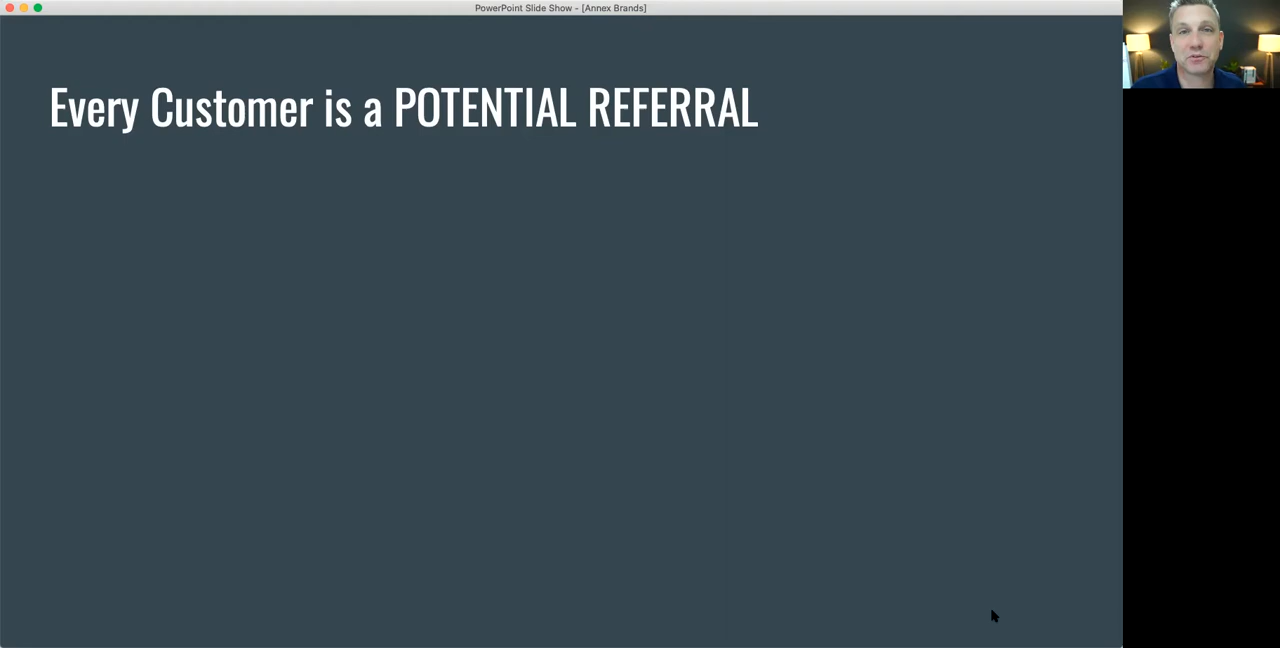 PowerPoint Slide Show - [Annex Brands]
Every Customer is a POTENTIAL REFERRAL